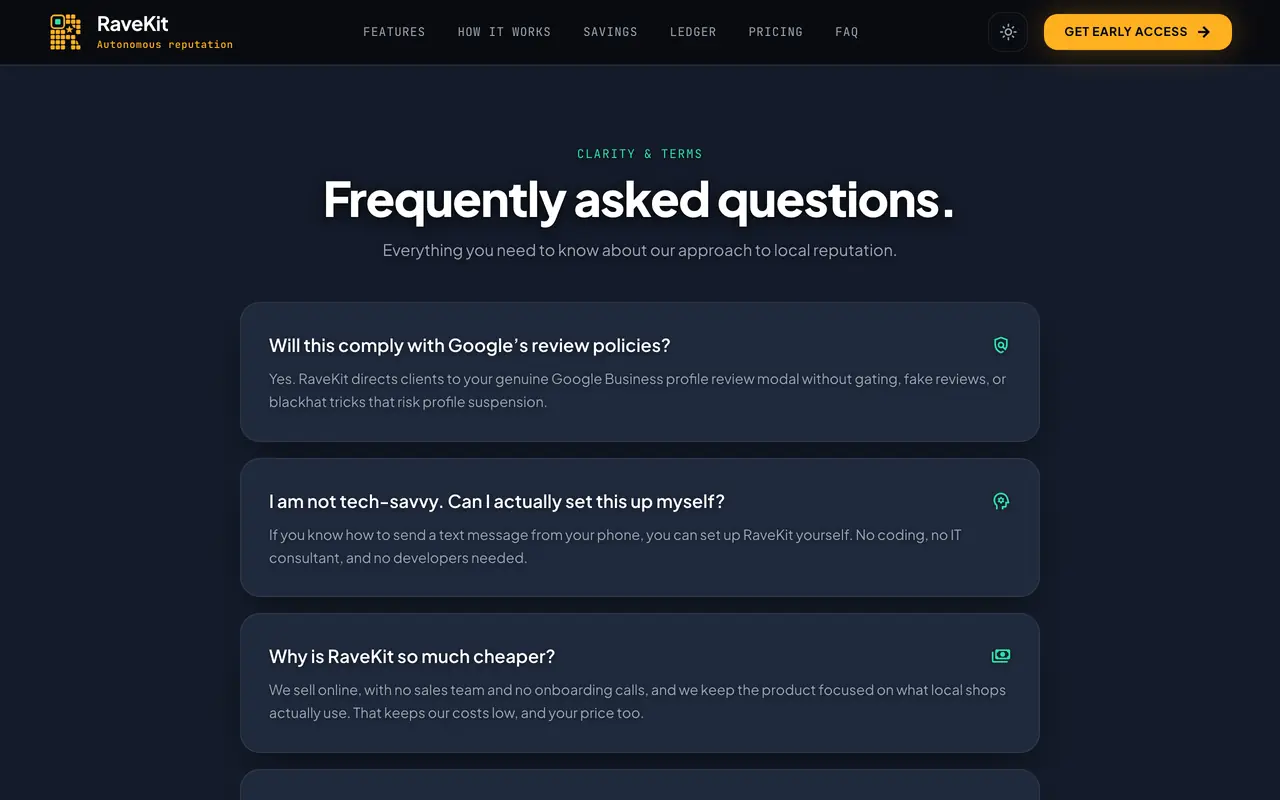 RaveKit
Autonomous reputation
FEATURES
HOW IT WORKS
SAVINGS
LEDGER
PRICING
FAQ
GET EARLY ACCESS
CLARITY & TERMS
Frequently asked questions.
Everything you need to know about our approach to local reputation.
Will this comply with Google’s review policies?
Yes. RaveKit directs clients to your genuine Google Business profile review modal without gating, fake reviews, or
blackhat tricks that risk profile suspension.
I am not tech-savvy. Can I actually set this up myself?
If you know how to send a text message from your phone, you can set up RaveKit yourself. No coding, no IT
consultant, and no developers needed.
Why is RaveKit so much cheaper?
We sell online, with no sales team and no onboarding calls, and we keep the product focused on what local shops
actually use. That keeps our costs low, and your price too.